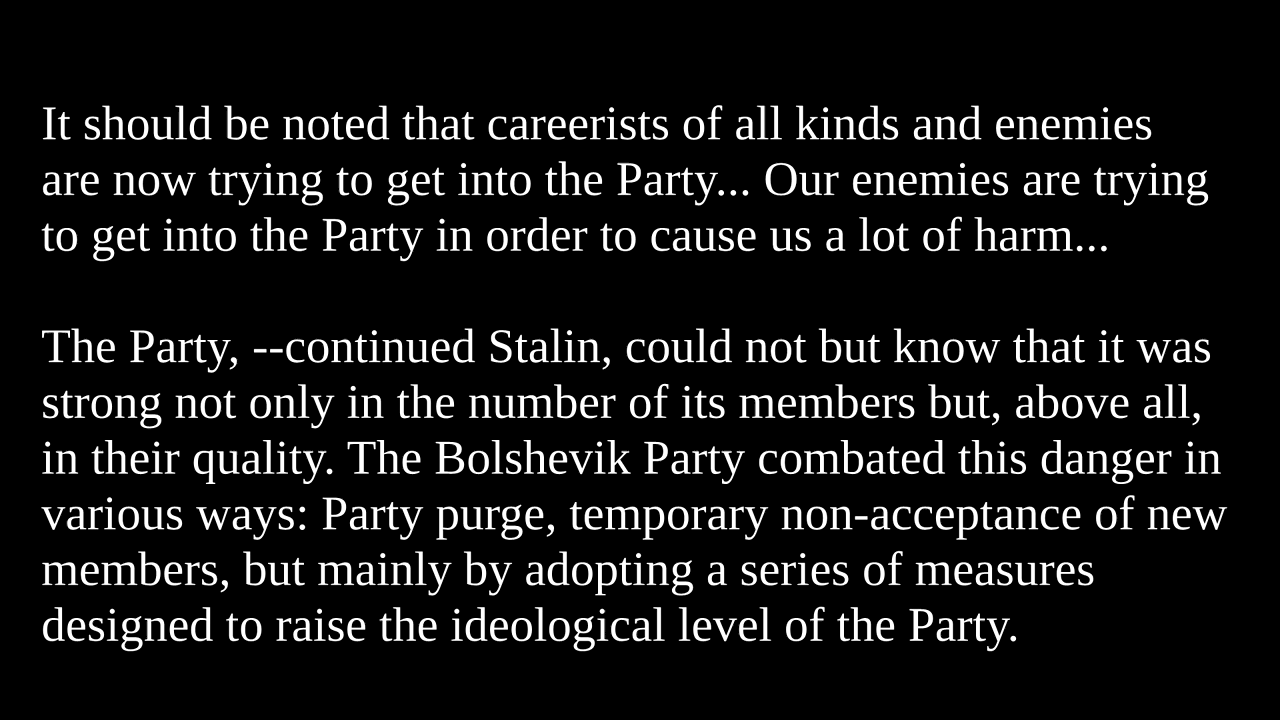 It should be noted that careerists of all kinds and enemies
are now trying to get into the Party... Our enemies are trying
to get into the Party in order to cause us a lot of harm...
The Party, --continued Stalin, could not but know that it was
strong not only in the number of its members but, above all,
in their quality. The Bolshevik Party combated this danger in
various ways: Party purge, temporary non-acceptance of new
members, but mainly by adopting a series of measures
designed to raise the ideological level of the Party.